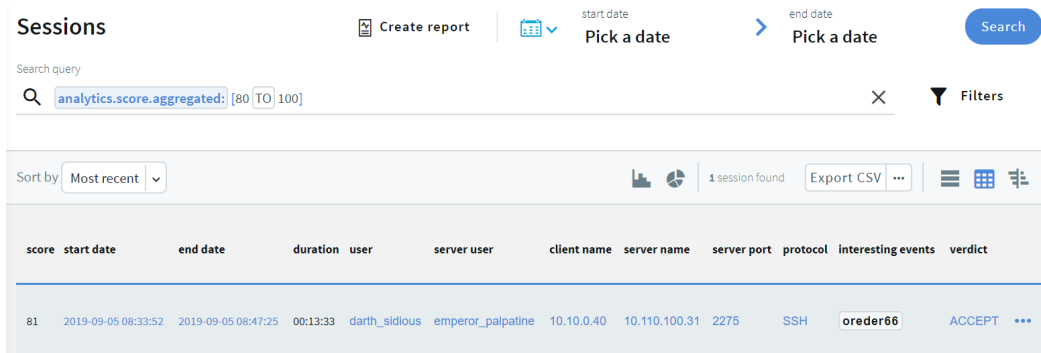 Sessions
Create report
start date
Pick a date
end date
Pick a date
Search
Search query
analytics.score.aggregated: [80 TO 100]
Filters
Sort by Most recent
1 session found
Export CSV ...
score start date end date duration user server user client name server name server port protocol interesting events verdict
81 2019-09-05 08:33:52 2019-09-05 08:47:25 00:13:33 darth_sidious emperor_palpatine 10.10.0.40 10.110.100.31 2275 SSH oreder66 ACCEPT ...